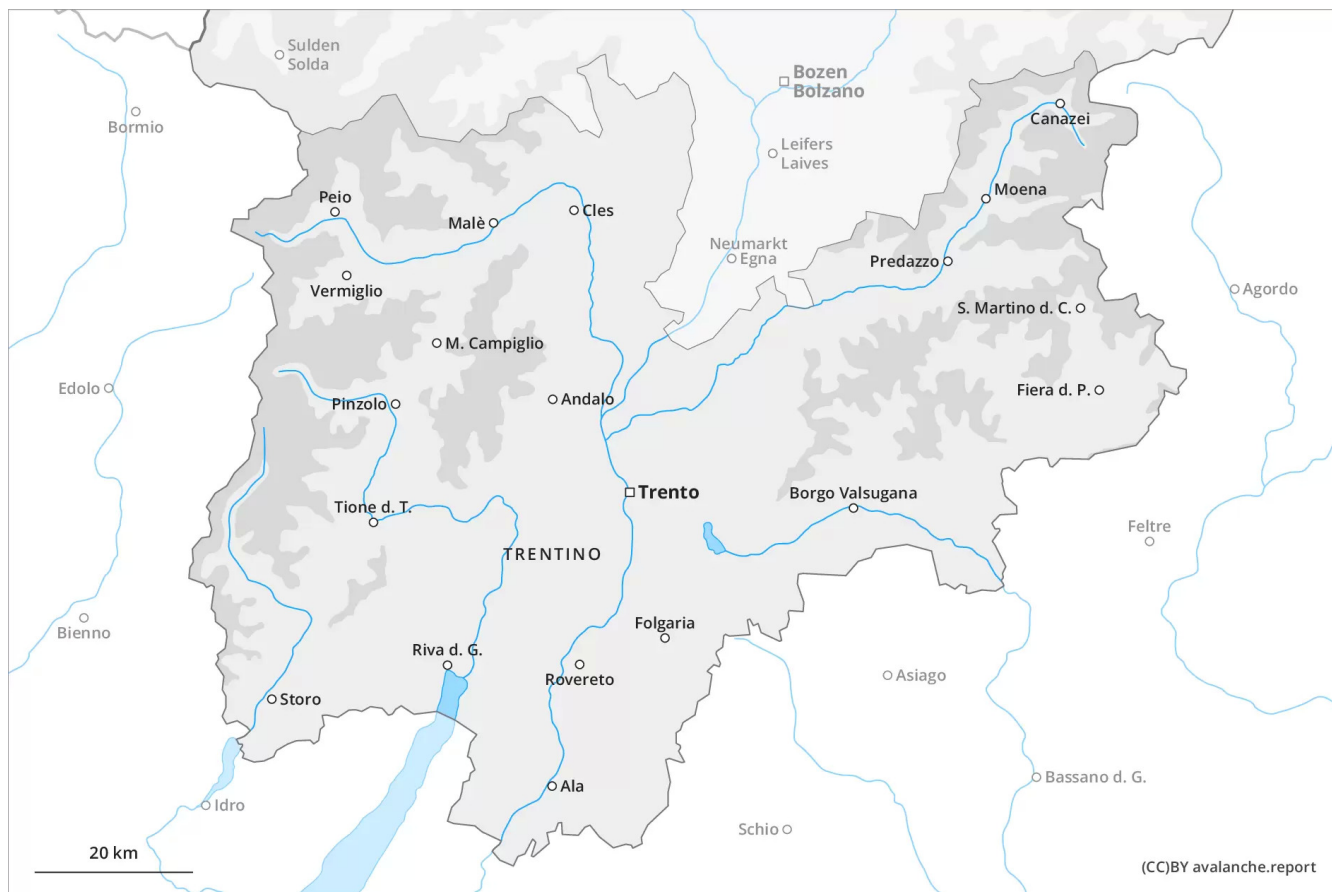 Sulden
Solda
Bozen
Bolzano
Bormio
Canazei
Leifers
Laives
Peio
Moena
Malè
Cles
Neumarkt
Egna
Predazzo
Vermiglio
Agordo
S. Martino d. C.
M. Campiglio
Edolo
Fiera d. P.
Pinzolo
Andalo
Trento
Borgo Valsugana
Tione d. T.
Feltre
TRENTINO
Folgaria
Bienno
Riva d. G.
Rovereto
Asiago
Storo
Bassano d. G.
Ala
Idro
Schio
20 km
(CC)BY avalanche.report